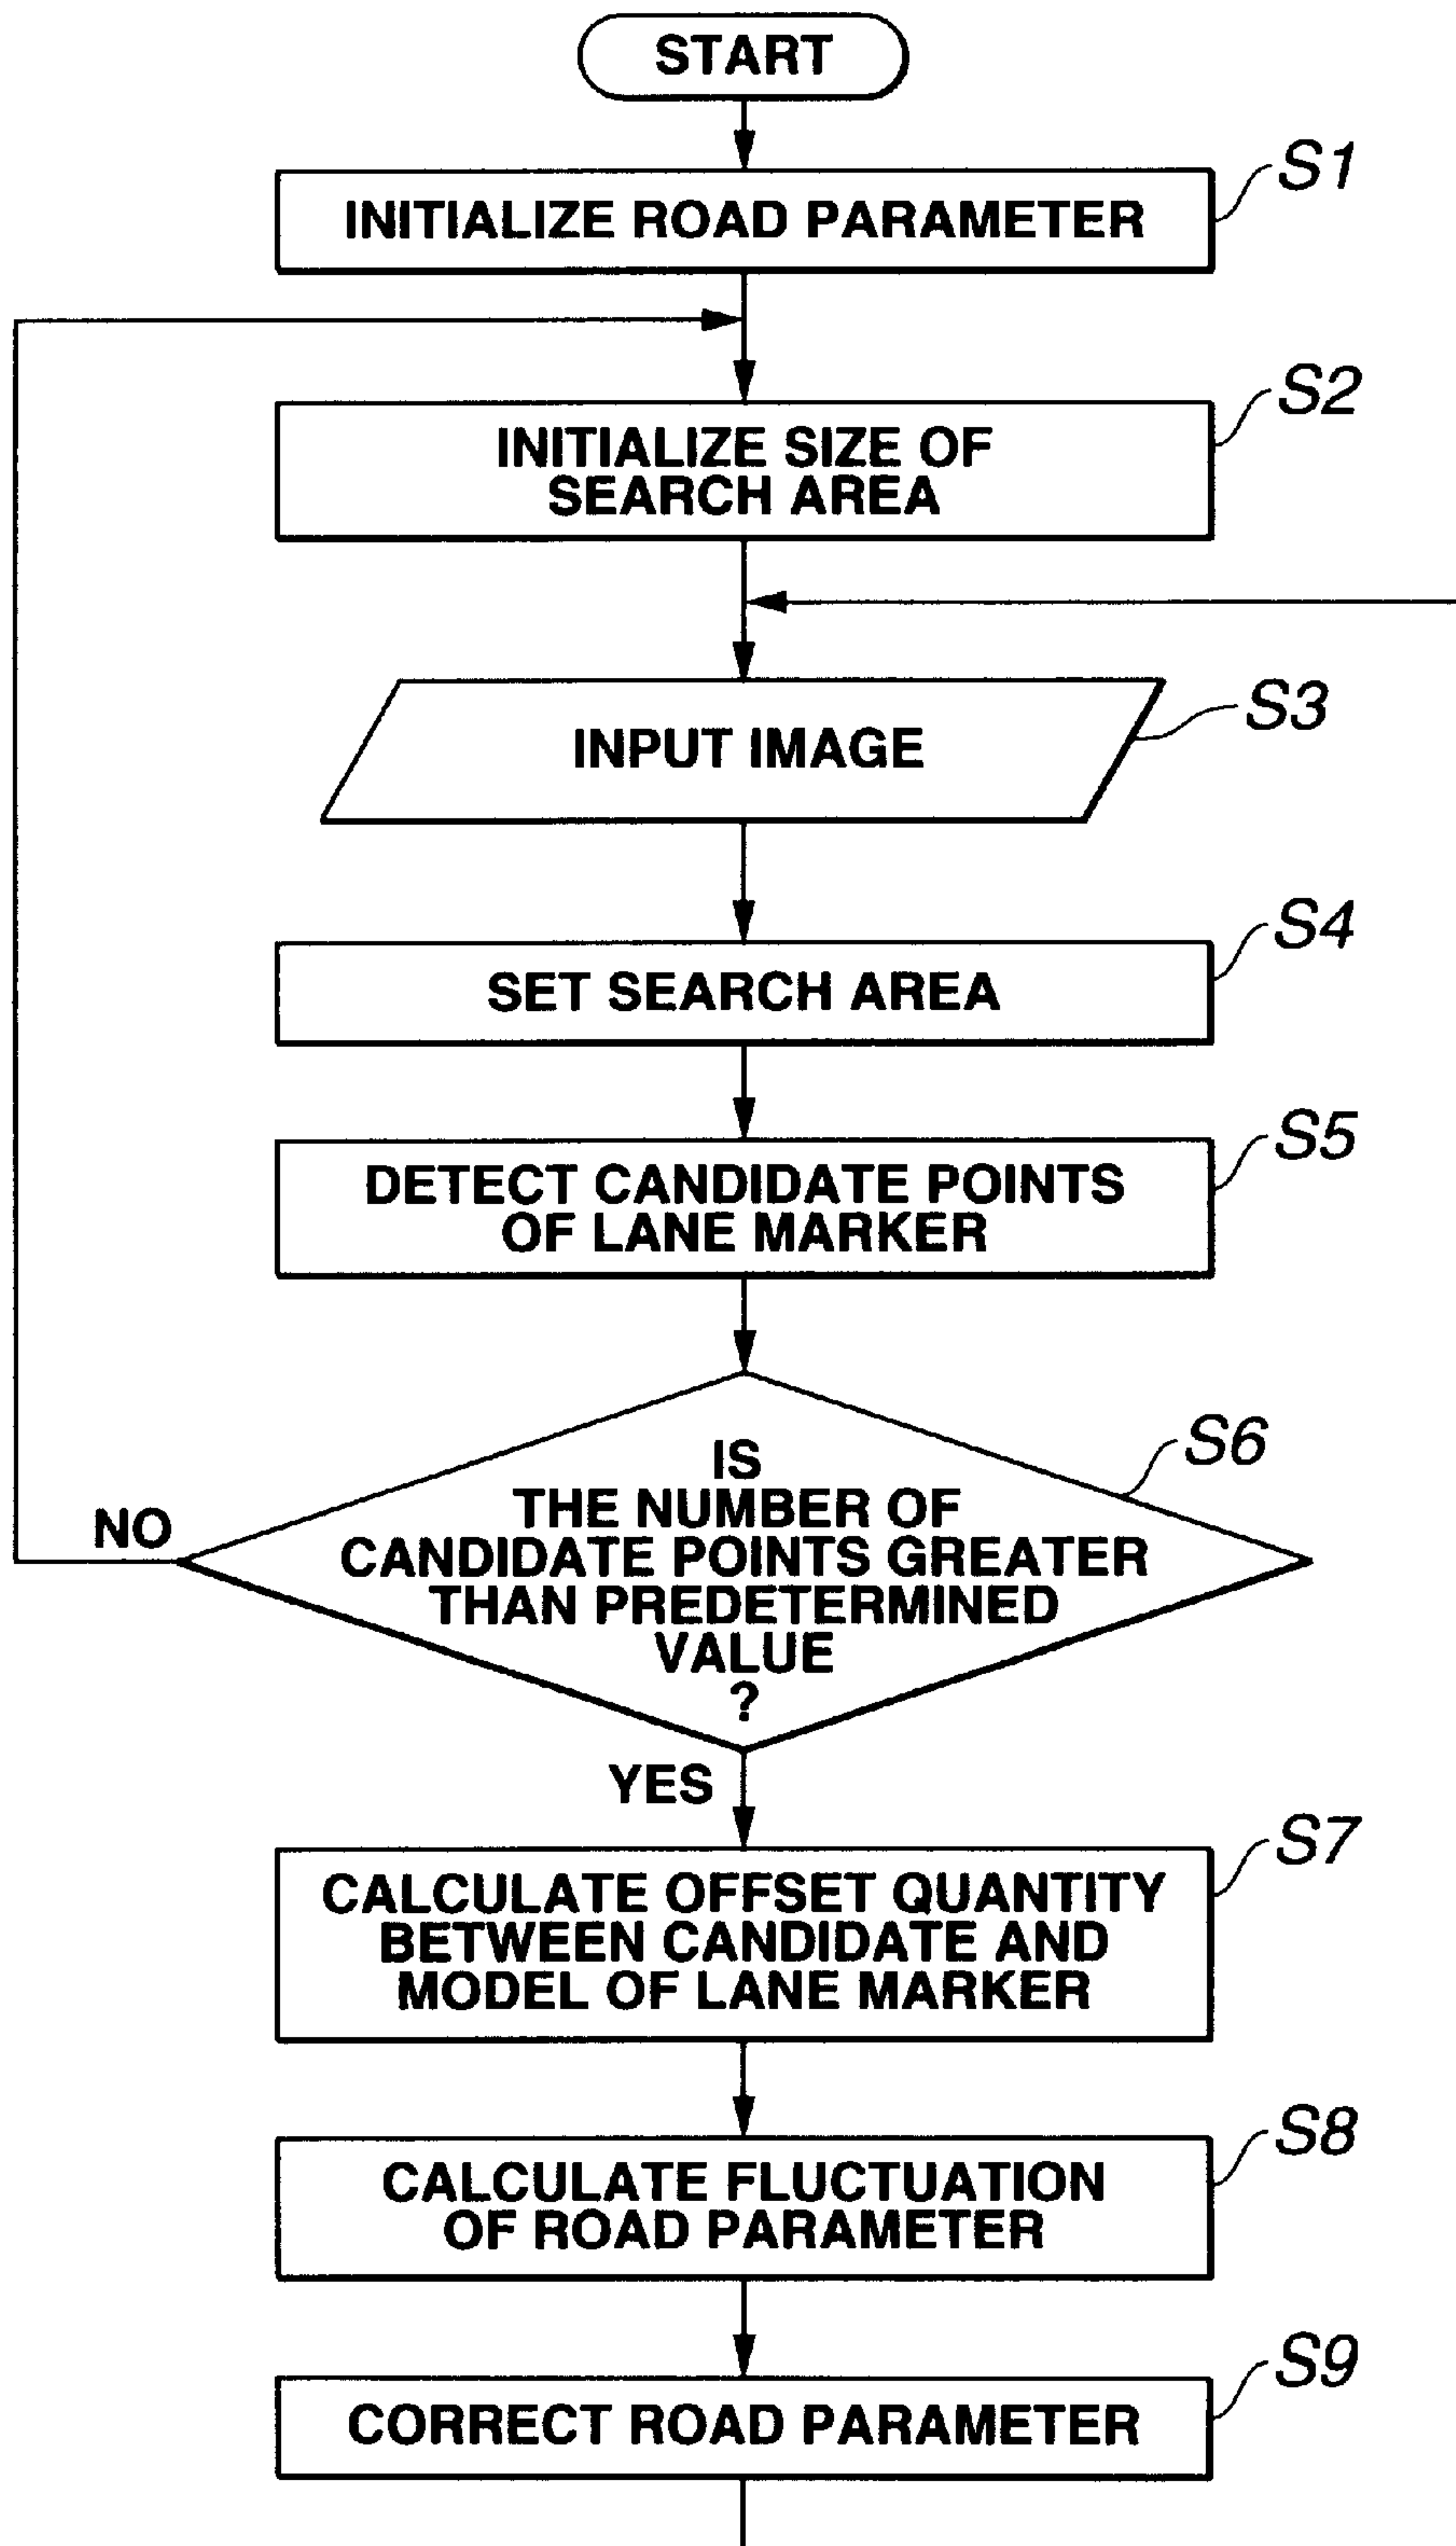 START
S1
INITIALIZE ROAD PARAMETER
S2
INITIALIZE SIZE OF
SEARCH AREA
S3
INPUT IMAGE
S4
SET SEARCH AREA
S5
DETECT CANDIDATE POINTS
OF LANE MARKER
S6
IS
THE NUMBER OF
CANDIDATE POINTS GREATER
THAN PREDETERMINED
VALUE
?
NO
YES
S7
CALCULATE OFFSET QUANTITY
BETWEEN CANDIDATE AND
MODEL OF LANE MARKER
S8
CALCULATE FLUCTUATION
OF ROAD PARAMETER
S9
CORRECT ROAD PARAMETER